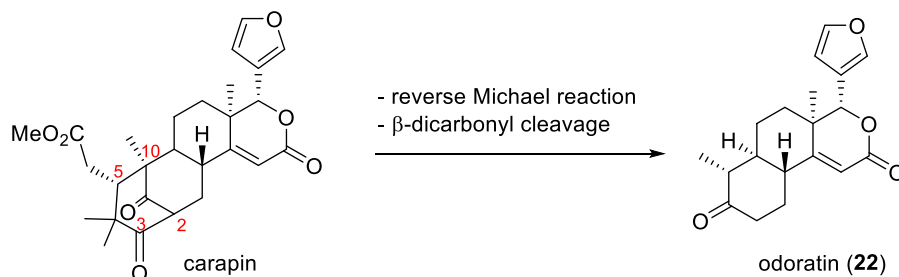 O
H
O
O
MeO₂C
10
5
O
3
2
O
carapin
- reverse Michael reaction
- β-dicarbonyl cleavage
O
H
O
O
H
O
odoratin (22)